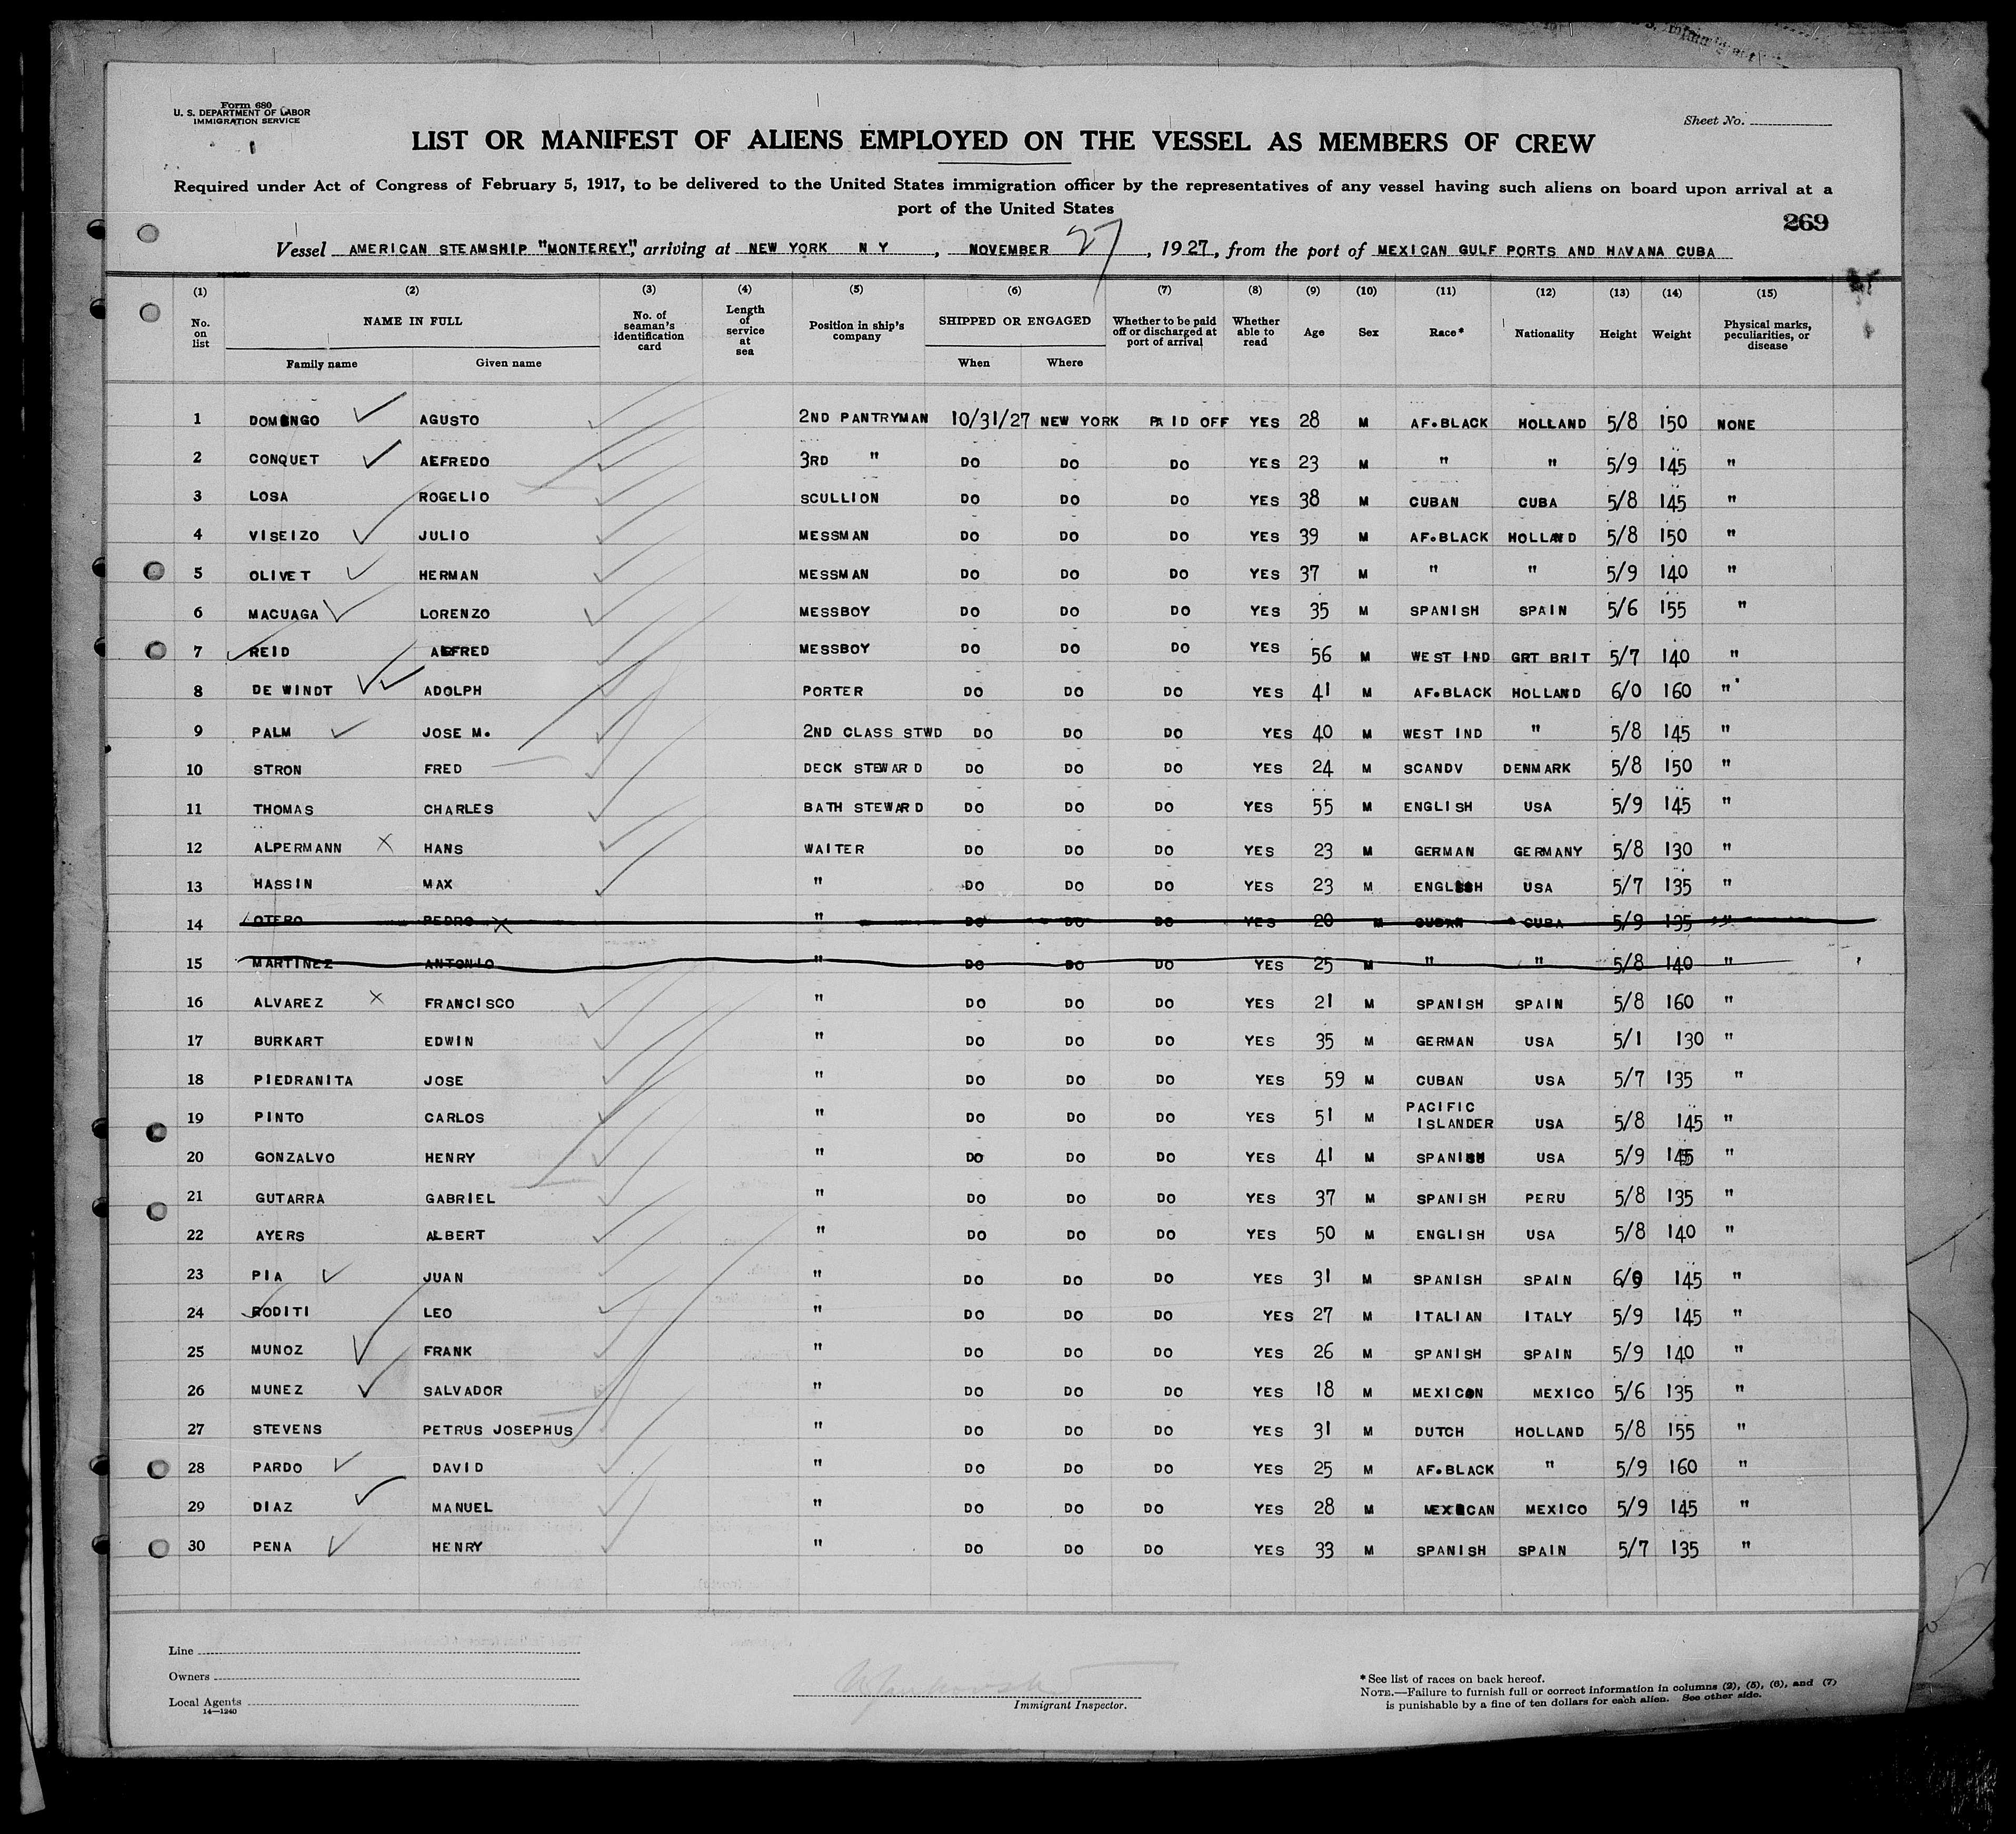 Form 680
U. S. DEPARTMENT OF LABOR
IMMIGRATION SERVICE
Sheet No.
LIST OR MANIFEST OF ALIENS EMPLOYED ON THE VESSEL AS MEMBERS OF CREW
Required under Act of Congress of February 5, 1917, to be delivered to the United States immigration officer by the representatives of any vessel having such aliens on board upon arrival at a
port of the United States
269
Vessel AMERICAN STEAMSHIP "MONTEREY", arriving at NEW YORK N Y, NOVEMBER 27, 1927, from the port of MEXICAN GULF PORTS AND HAVANA CUBA
(1) (2) (3) (4) (5) (6) (7) (8) (9) (10) (11) (12) (13) (14) (15)
No. on list NAME IN FULL Family name Given name No. of seaman's identification card Length of service at sea Position in ship's company SHIPPED OR ENGAGED When Where Whether to be paid off or discharged at port of arrival Whether able to read Age Sex Race* Nationality Height Weight Physical marks, peculiarities, or disease
1 DOMINGO AGUSTO 2ND PANTRYMAN 10/31/27 NEW YORK PAID OFF YES 28 M AF.BLACK HOLLAND 5/8 150 NONE
2 CONQUET ALFREDO 3RD " DO DO DO YES 23 M " " 5/9 145 "
3 LOSA ROGELIO SCULLION DO DO DO YES 38 M CUBAN CUBA 5/8 145 "
4 VISEIZO JULIO MESSMAN DO DO DO YES 39 M AF.BLACK HOLLAND 5/8 150 "
5 OLIVET HERMAN MESSMAN DO DO DO YES 37 M " " 5/9 140 "
6 MACUAGA LORENZO MESSBOY DO DO DO YES 35 M SPANISH SPAIN 5/6 155 "
7 REID ALFRED MESSBOY DO DO DO YES 56 M WEST IND GRT BRIT 5/7 140 "
8 DE WINDT ADOLPH PORTER DO DO DO YES 41 M AF.BLACK HOLLAND 6/0 160 "
9 PALM JOSE M. 2ND CLASS STWD DO DO DO YES 40 M WEST IND " 5/8 145 "
10 STRON FRED DECK STEWARD DO DO DO YES 24 M SCANDV DENMARK 5/8 150 "
11 THOMAS CHARLES BATH STEWARD DO DO DO YES 55 M ENGLISH USA 5/9 145 "
12 ALPERMANN HANS WAITER DO DO DO YES 23 M GERMAN GERMANY 5/8 130 "
13 HASSIN MAX " DO DO DO YES 23 M ENGLISH USA 5/7 135 "
14 OTERO PEDRO " DO DO DO YES 20 M CUBAN CUBA 5/9 135 "
15 MARTINEZ ANTONIO " DO DO DO YES 25 M " " 5/8 140 "
16 ALVAREZ FRANCISCO " DO DO DO YES 21 M SPANISH SPAIN 5/8 160 "
17 BURKART EDWIN " DO DO DO YES 35 M GERMAN USA 5/1 130 "
18 PIEDRANITA JOSE " DO DO DO YES 59 M CUBAN USA 5/7 135 "
19 PINTO CARLOS " DO DO DO YES 51 M PACIFIC ISLANDER USA 5/8 145 "
20 GONZALVO HENRY " DO DO DO YES 41 M SPANISH USA 5/9 145 "
21 GUTARRA GABRIEL " DO DO DO YES 37 M SPANISH PERU 5/8 135 "
22 AYERS ALBERT " DO DO DO YES 50 M ENGLISH USA 5/8 140 "
23 PIA JUAN " DO DO DO YES 31 M SPANISH SPAIN 6/0 145 "
24 RODITI LEO " DO DO DO YES 27 M ITALIAN ITALY 5/9 145 "
25 MUNOZ FRANK " DO DO DO YES 26 M SPANISH SPAIN 5/9 140 "
26 MUNEZ SALVADOR " DO DO DO YES 18 M MEXICON MEXICO 5/6 135 "
27 STEVENS PETRUS JOSEPHUS " DO DO DO YES 31 M DUTCH HOLLAND 5/8 155 "
28 PARDO DAVID " DO DO DO YES 25 M AF.BLACK " 5/9 160 "
29 DIAZ MANUEL " DO DO DO YES 28 M MEXICAN MEXICO 5/9 145 "
30 PENA HENRY " DO DO DO YES 33 M SPANISH SPAIN 5/7 135 "
Line
Owners
Local Agents
14—1240
Immigrant Inspector.
* See list of races on back hereof.
NOTE.—Failure to furnish full or correct information in columns (2), (5), (6), and (7)
is punishable by a fine of ten dollars for each alien. See other side.